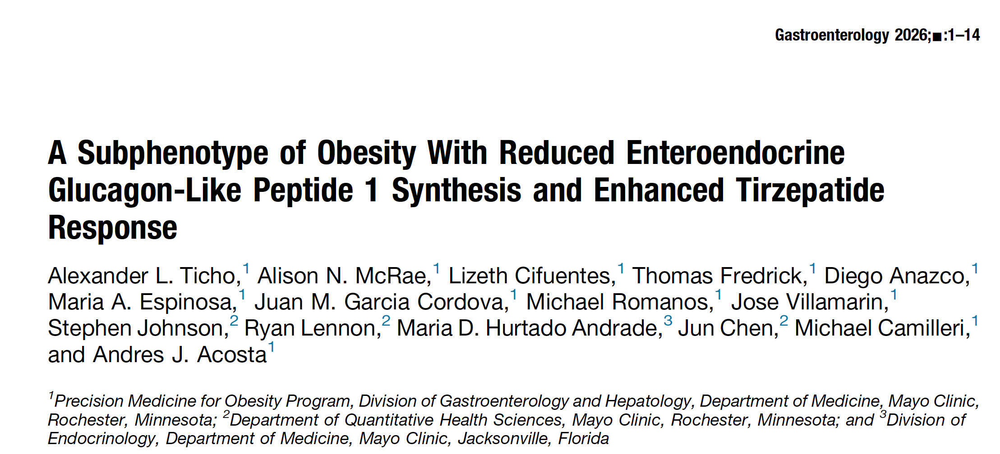 Gastroenterology 2026;■:1–14
A Subphenotype of Obesity With Reduced Enteroendocrine
Glucagon-Like Peptide 1 Synthesis and Enhanced Tirzepatide
Response
Alexander L. Ticho,1 Alison N. McRae,1 Lizeth Cifuentes,1 Thomas Fredrick,1 Diego Anazco,1
Maria A. Espinosa,1 Juan M. Garcia Cordova,1 Michael Romanos,1 Jose Villamarin,1
Stephen Johnson,2 Ryan Lennon,2 Maria D. Hurtado Andrade,3 Jun Chen,2 Michael Camilleri,1
and Andres J. Acosta1
1Precision Medicine for Obesity Program, Division of Gastroenterology and Hepatology, Department of Medicine, Mayo Clinic,
Rochester, Minnesota; 2Department of Quantitative Health Sciences, Mayo Clinic, Rochester, Minnesota; and 3Division of
Endocrinology, Department of Medicine, Mayo Clinic, Jacksonville, Florida